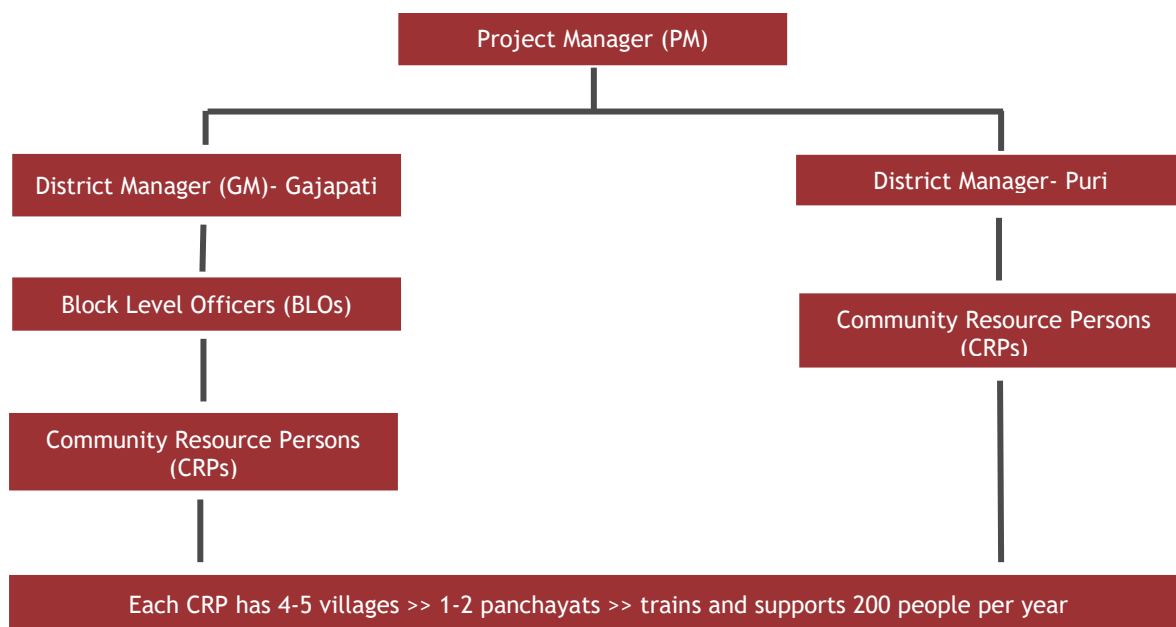 Project Manager (PM)
District Manager (GM)- Gajapati
District Manager- Puri
Block Level Officers (BLOs)
Community Resource Persons
(CRPs)
Community Resource Persons
(CRPs)
Each CRP has 4-5 villages >> 1-2 panchayats >> trains and supports 200 people per year